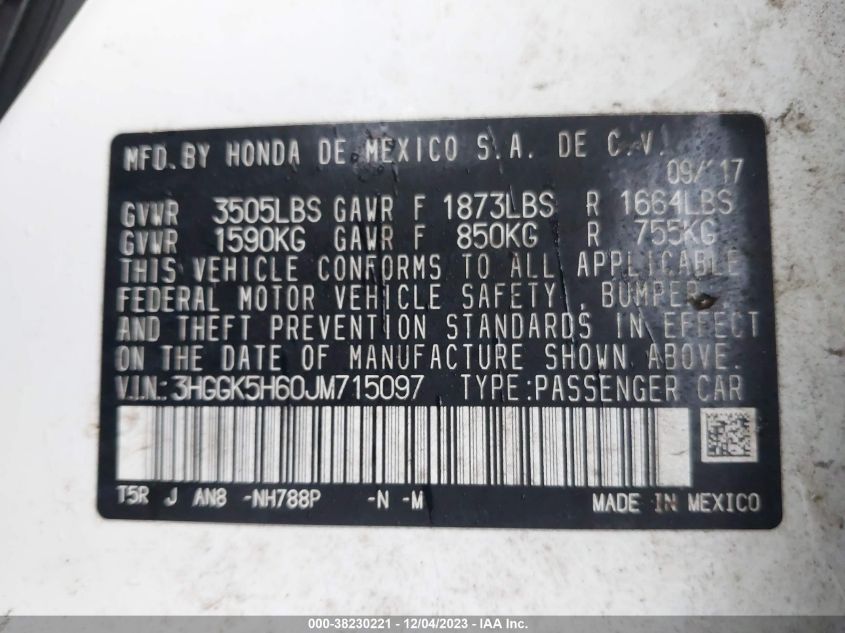 MFD. BY HONDA DE MEXICO S.A. DE C.V.
09/'17
GVWR 3505LBS GAWR F 1873LBS R 1664LBS
GVWR 1590KG GAWR F 850KG R 755KG
THIS VEHICLE CONFORMS TO ALL APPLICABLE
FEDERAL MOTOR VEHICLE SAFETY, BUMPER,
AND THEFT PREVENTION STANDARDS IN EFFECT
ON THE DATE OF MANUFACTURE SHOWN ABOVE.
V.I.N.: 3HGGK5H60JM715097 TYPE: PASSENGER CAR
T5R J AN8 -NH788P -N -M MADE IN MEXICO
000-38230221 - 12/04/2023 - IAAI.com